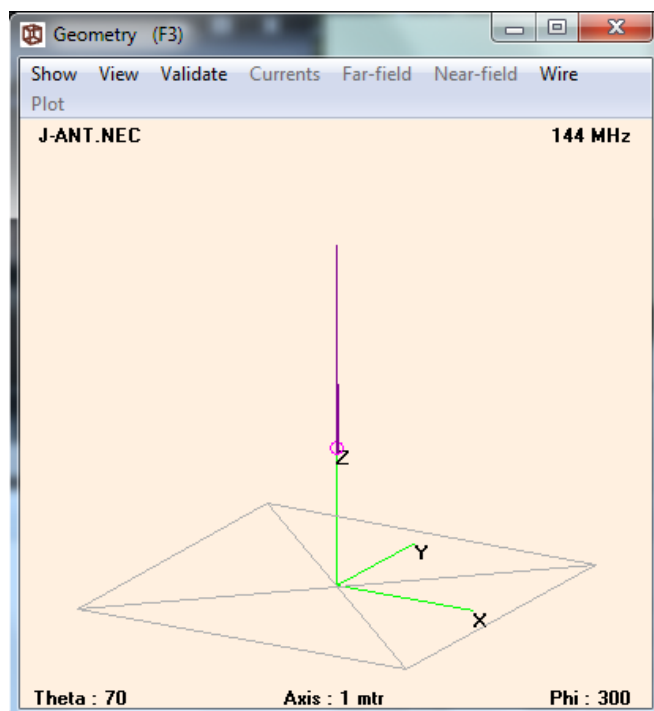 Geometry (F3)
Show View Validate Currents Far-field Near-field Wire
Plot
J-ANT.NEC 144 MHz
Z
Y
X
Theta : 70 Axis : 1 mtr Phi : 300